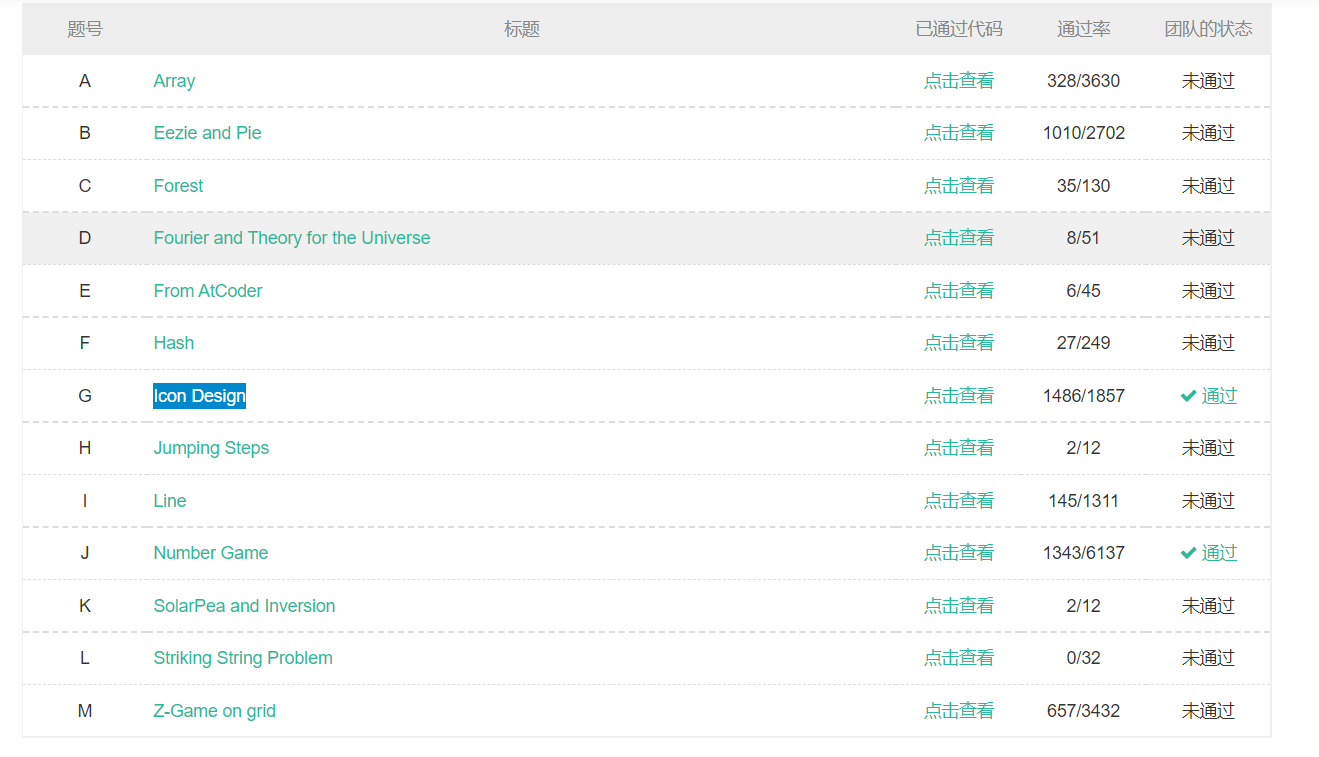 题号 标题 已通过代码 通过率 团队的状态
A Array 点击查看 328/3630 未通过
B Eezie and Pie 点击查看 1010/2702 未通过
C Forest 点击查看 35/130 未通过
D Fourier and Theory for the Universe 点击查看 8/51 未通过
E From AtCoder 点击查看 6/45 未通过
F Hash 点击查看 27/249 未通过
G Icon Design 点击查看 1486/1857 通过
H Jumping Steps 点击查看 2/12 未通过
I Line 点击查看 145/1311 未通过
J Number Game 点击查看 1343/6137 通过
K SolarPea and Inversion 点击查看 2/12 未通过
L Striking String Problem 点击查看 0/32 未通过
M Z-Game on grid 点击查看 657/3432 未通过